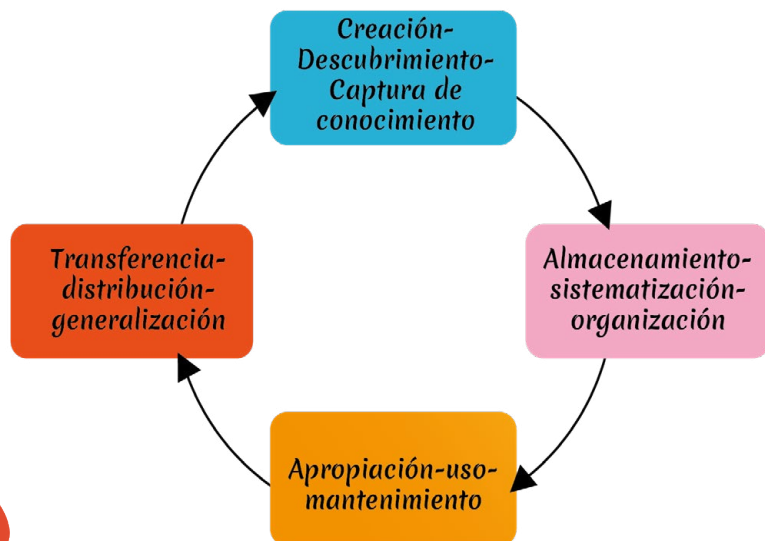 Creación-
Descubrimiento-
Captura de
conocimiento
Transferencia-
distribución-
generalización
Almacenamiento-
sistematización-
organización
Apropiación-uso-
mantenimiento